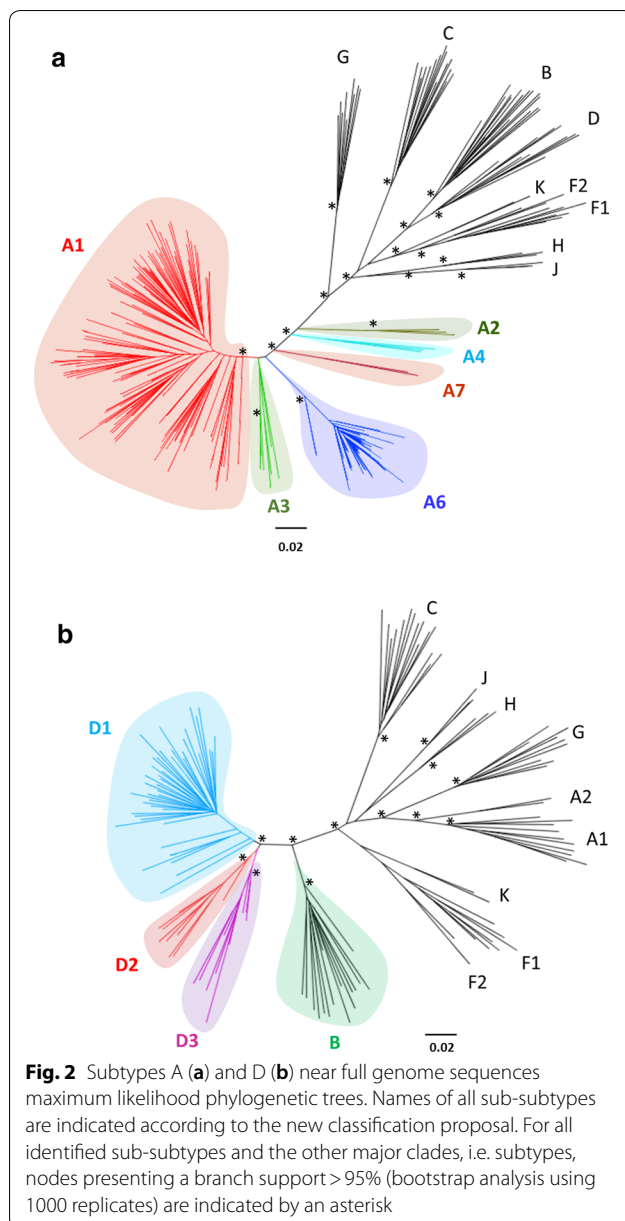 a
G
C
B
D
K
F2
F1
H
J
A1
A2
A4
A7
A3
A6
0.02
b
C
J
H
G
A2
A1
K
F1
F2
D1
D2
D3
B
0.02
Fig. 2 Subtypes A (a) and D (b) near full genome sequences
maximum likelihood phylogenetic trees. Names of all sub-subtypes
are indicated according to the new classification proposal. For all
identified sub-subtypes and the other major clades, i.e. subtypes,
nodes presenting a branch support > 95% (bootstrap analysis using
1000 replicates) are indicated by an asterisk